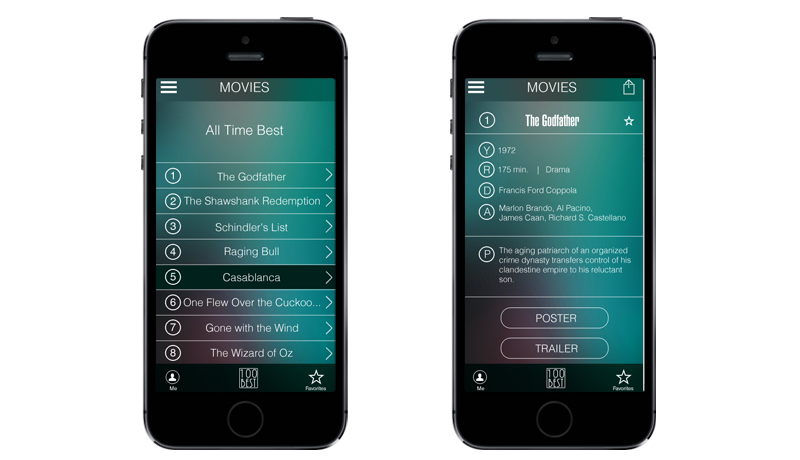 MOVIES
All Time Best
1 The Godfather
2 The Shawshank Redemption
3 Schindler's List
4 Raging Bull
5 Casablanca
6 One Flew Over the Cuckoo...
7 Gone with the Wind
8 The Wizard of Oz
Me
100
BEST
Favorites
MOVIES
1 The Godfather
Y 1972
R 175 min. | Drama
D Francis Ford Coppola
A Marlon Brando, Al Pacino,
James Caan, Richard S. Castellano
P The aging patriarch of an organized
crime dynasty transfers control of his
clandestine empire to his reluctant
son.
POSTER
TRAILER
Me
100
BEST
Favorites